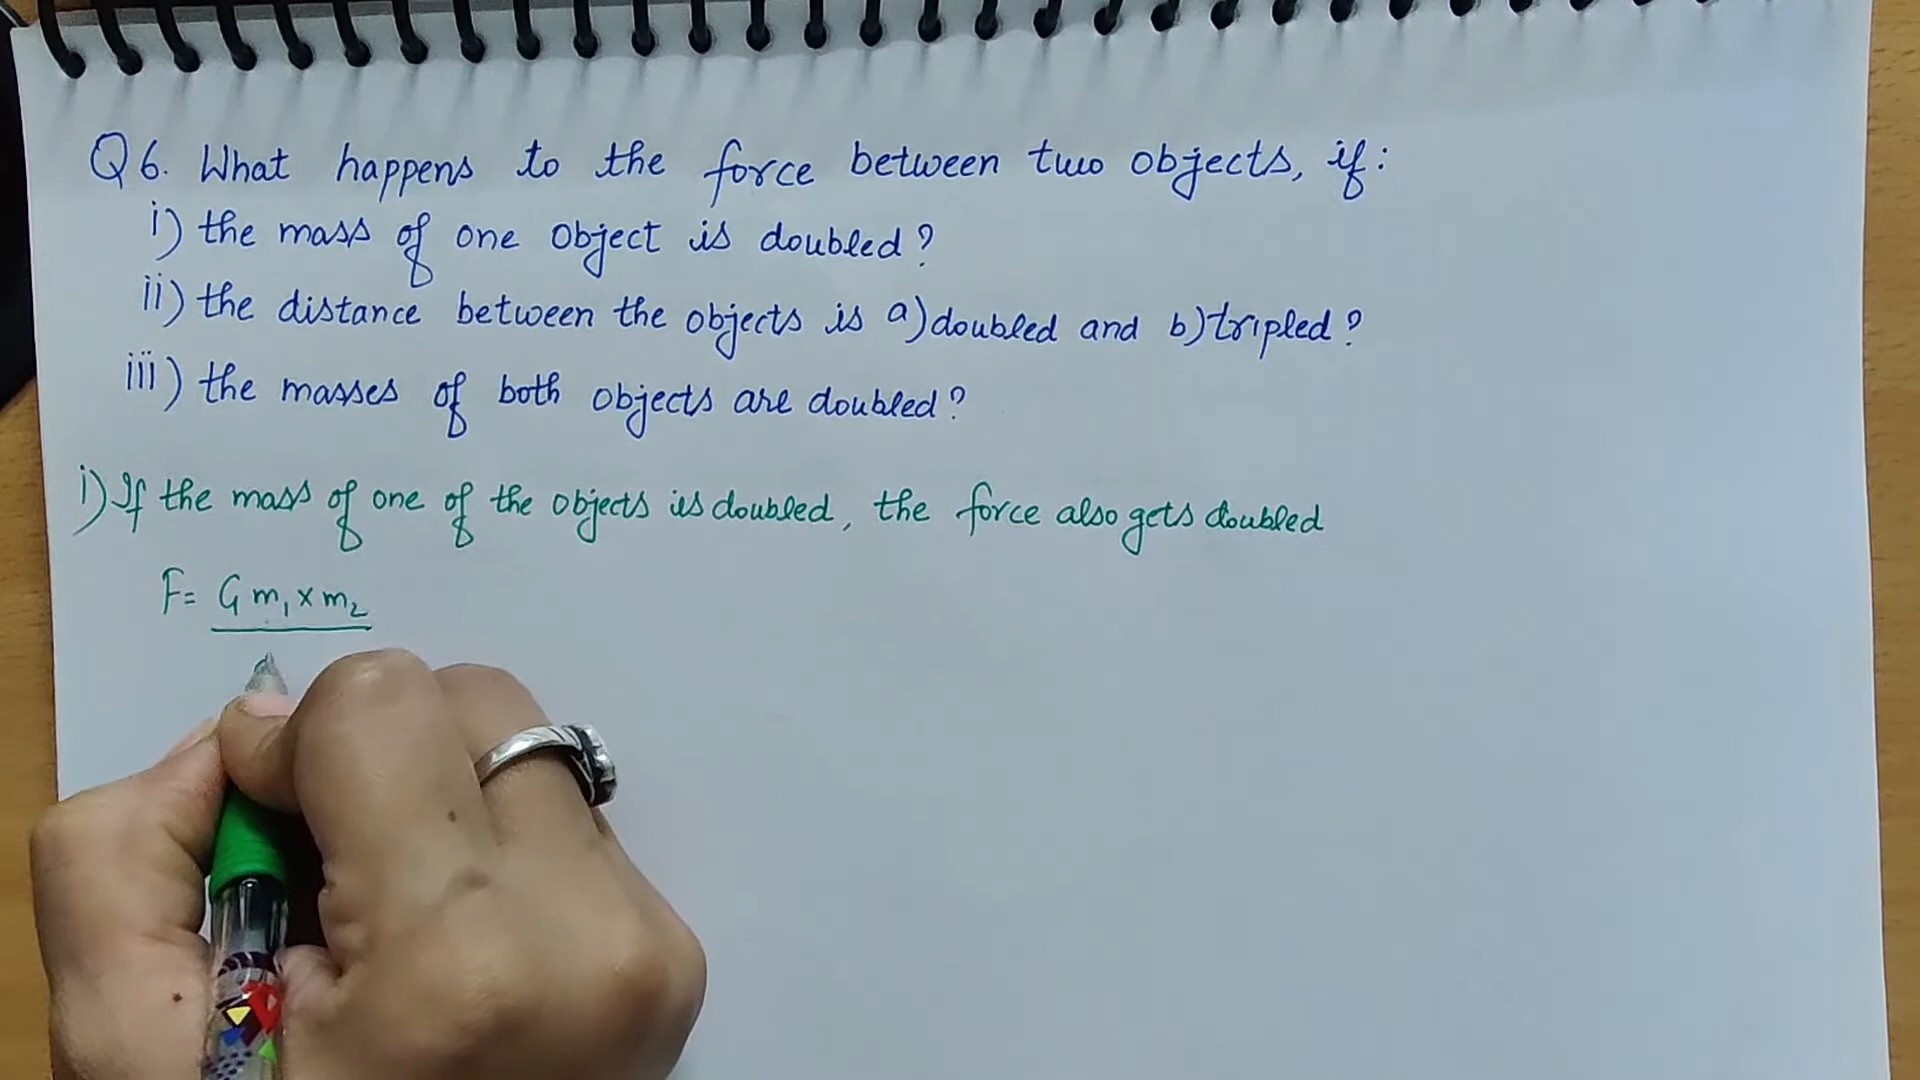 Q6. What happens to the force between two objects, if:
i) the mass of one object is doubled?
ii) the distance between the objects is a) doubled and b) tripled?
iii) the masses of both objects are doubled?
i) If the mass of one of the objects is doubled, the force also gets doubled
F= G m₁ x m₂